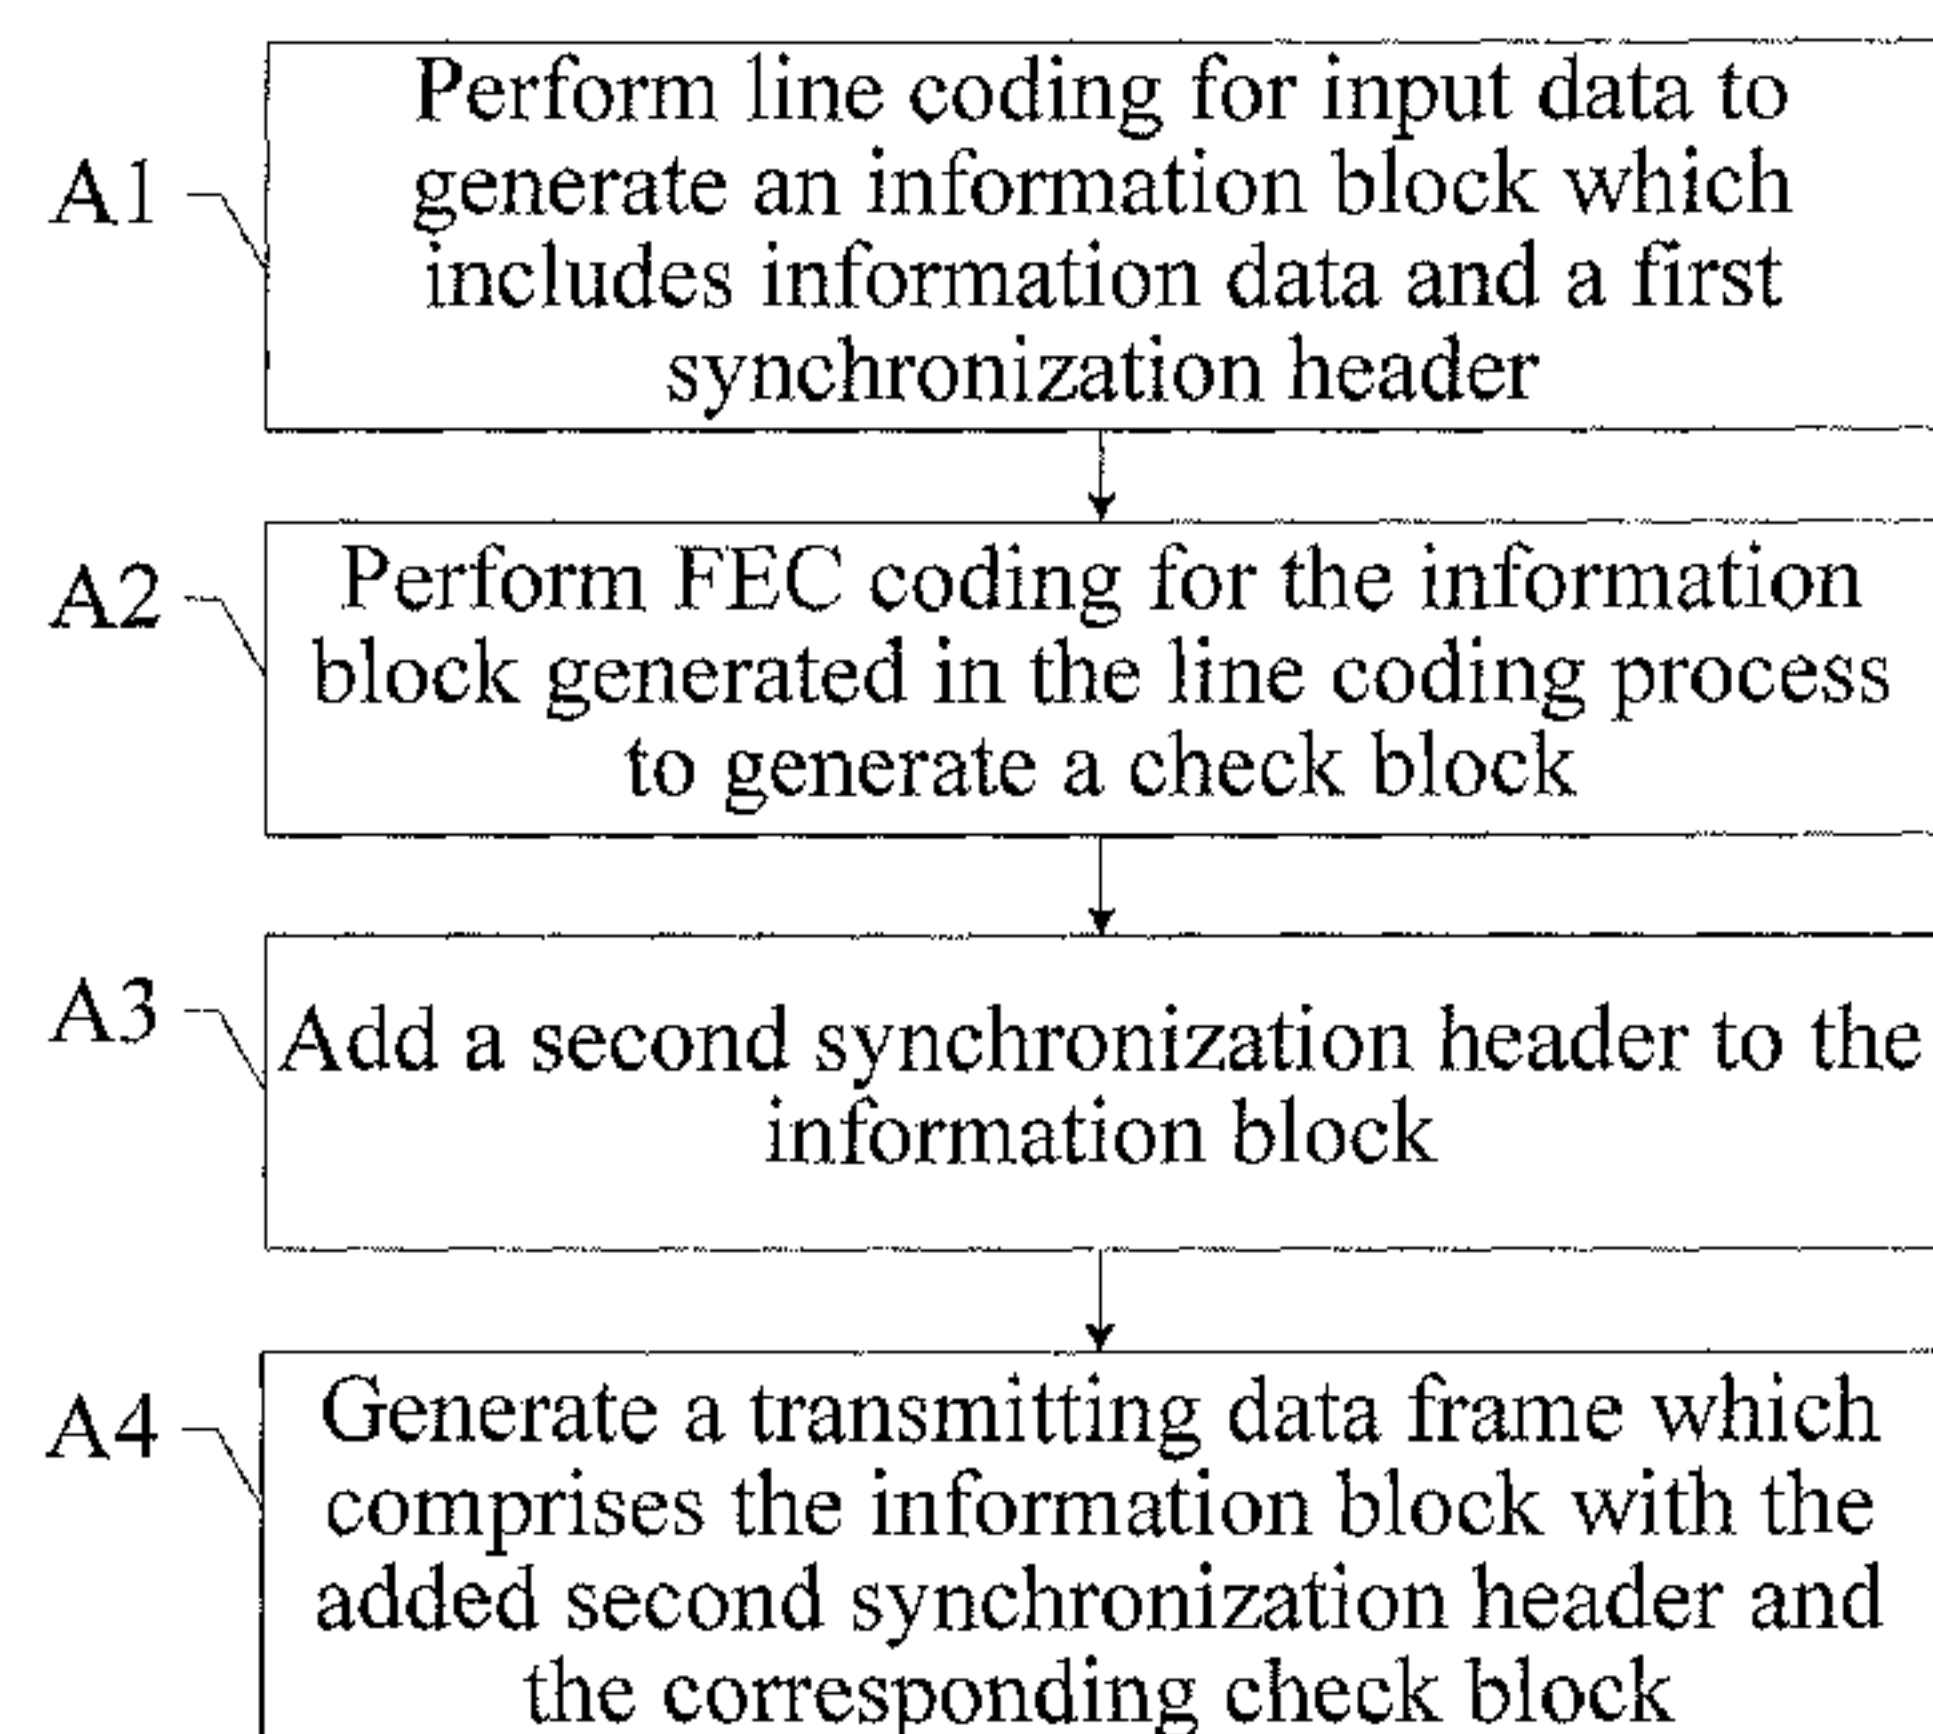 A1
Perform line coding for input data to
generate an information block which
includes information data and a first
synchronization header
A2
Perform FEC coding for the information
block generated in the line coding process
to generate a check block
A3
Add a second synchronization header to the
information block
A4
Generate a transmitting data frame which
comprises the information block with the
added second synchronization header and
the corresponding check block